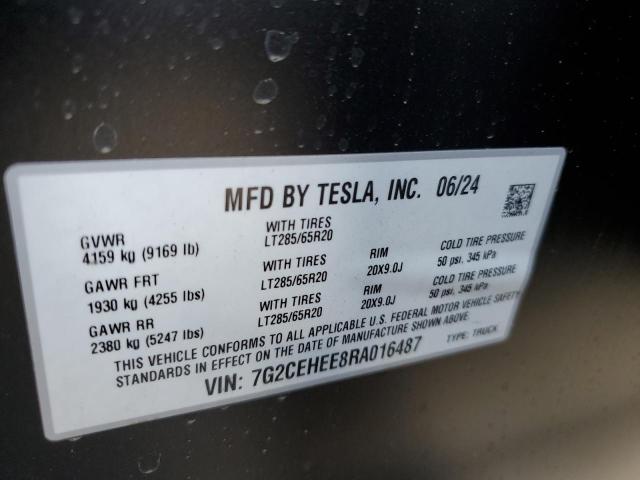 MFD BY TESLA, INC. 06/24
GVWR
4159 kg (9169 lb)
WITH TIRES
LT285/65R20
GAWR FRT
1930 kg (4255 lbs)
WITH TIRES
LT285/65R20
RIM
20X9.0J
COLD TIRE PRESSURE
50 psi, 345 kPa
GAWR RR
2380 kg (5247 lbs)
WITH TIRES
LT285/65R20
RIM
20X9.0J
COLD TIRE PRESSURE
50 psi, 345 kPa
THIS VEHICLE CONFORMS TO ALL APPLICABLE U.S. FEDERAL MOTOR VEHICLE SAFETY
STANDARDS IN EFFECT ON THE DATE OF MANUFACTURE SHOWN ABOVE.
VIN: 7G2CEHEE8RA016487
TYPE: TRUCK